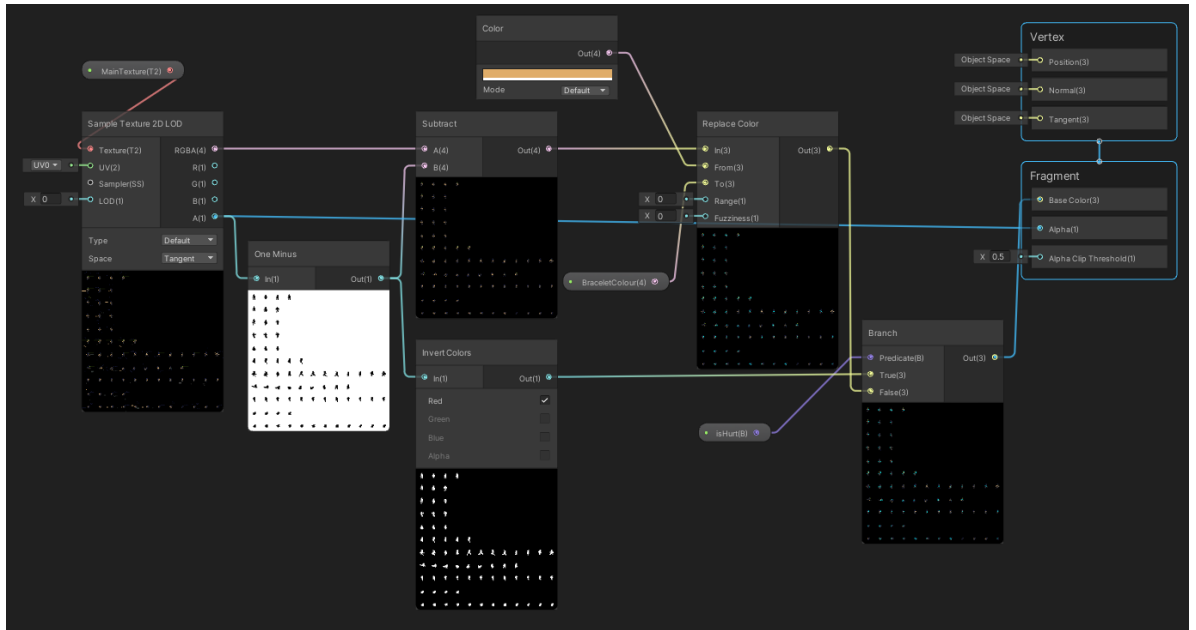 MainTexture(T2)
Sample Texture 2D LOD
Texture(T2)
RGBA(4)
UV0
UV(2)
R(1)
Sampler(SS)
G(1)
X 0
LOD(1)
B(1)
A(1)
Type
Default
Space
Tangent
One Minus
In(1)
Out(1)
Color
Out(4)
Mode
Default
Subtract
A(4)
Out(4)
B(4)
Invert Colors
In(1)
Out(1)
Red
Green
Blue
Alpha
BraceletColour(4)
Replace Color
In(3)
Out(3)
From(3)
To(3)
X 0
Range(1)
X 0
Fuzziness(1)
isHurt(B)
Branch
Predicate(B)
Out(3)
True(3)
False(3)
Vertex
Object Space
Position(3)
Object Space
Normal(3)
Object Space
Tangent(3)
Fragment
Base Color(3)
Alpha(1)
X 0.5
Alpha Clip Threshold(1)